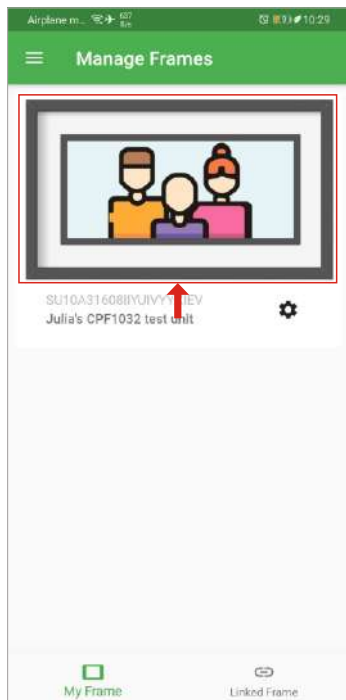 Airplane m... 10:29
Manage Frames
Julia's CPF1032 test unit
My Frame
Linked Frame